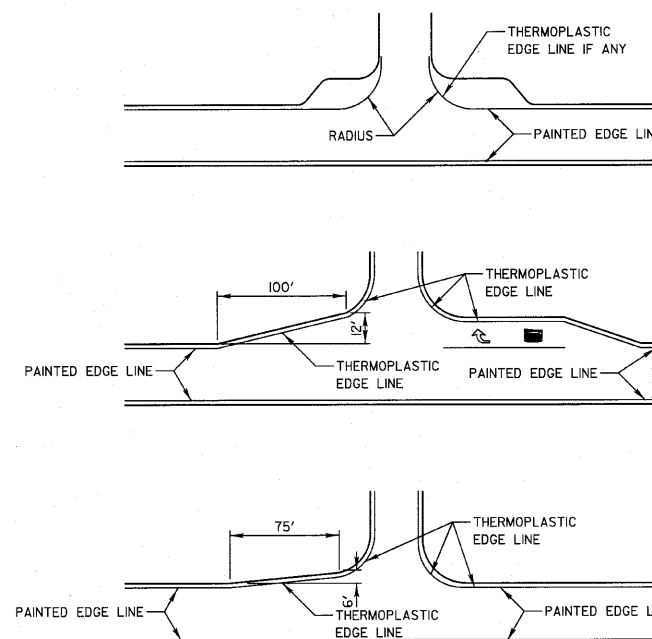 THERMOPLASTIC
EDGE LINE IF ANY
RADIUS
PAINTED EDGE
THERMOPLASTIC
EDGE LINE
100'
12'
THERMOPLASTIC
EDGE LINE
PAINTED EDGE LINE
PAINTED EDGE LINE
75'
THERMOPLASTIC
EDGE LINE
6'
PAINTED EDGE LINE
THERMOPLASTIC
EDGE LINE
PAINTED EDGE